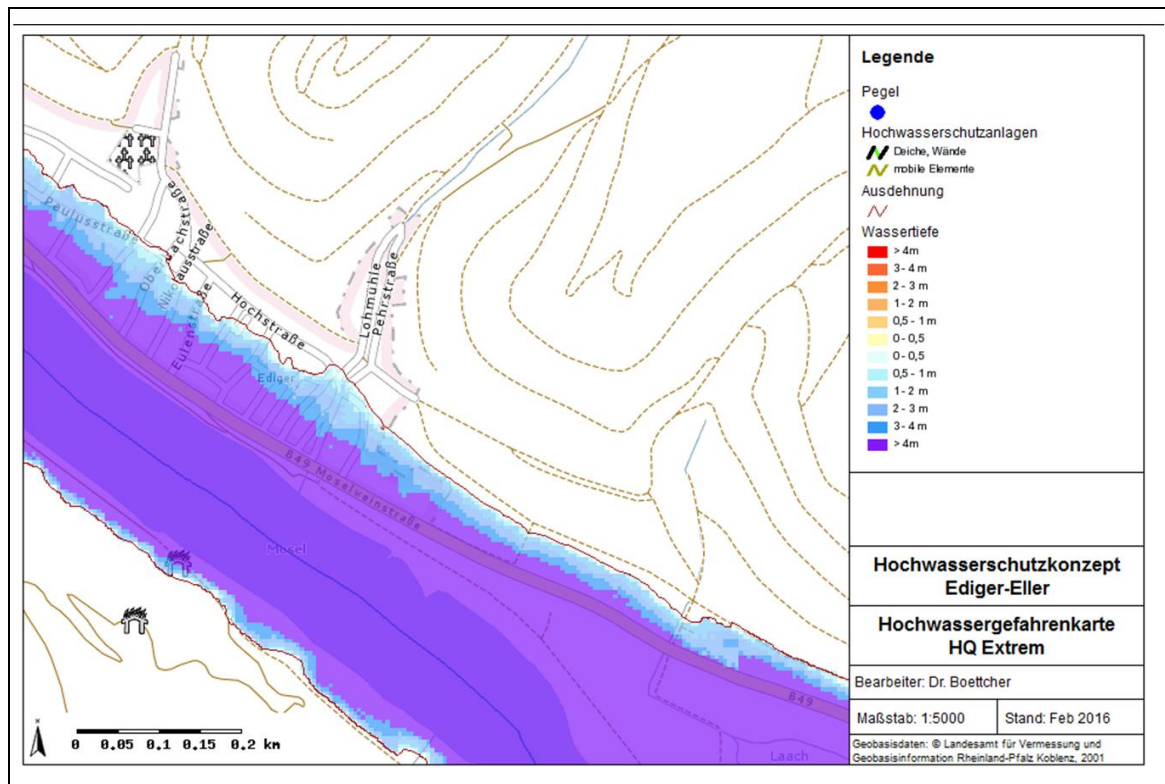 Legende
Pegel
Hochwasserschutzanlagen
Deiche, Wände
mobile Elemente
Ausdehnung
Wassertiefe
> 4m
3- 4 m
2 - 3 m
1 - 2 m
0,5 - 1 m
0 - 0,5
0 - 0,5
0,5 - 1 m
1 - 2 m
2 - 3 m
3- 4 m
> 4m
Hochwasserschutzkonzept
Ediger-Eller
Hochwassergefahrenkarte
HQ Extrem
Bearbeiter: Dr. Boettcher
Maßstab: 1:5000
Stand: Feb 2016
Geobasisdaten: © Landesamt für Vermessung und
Geobasisinformation Rheinland-Pfalz Koblenz, 2001
Paulusstraße
Nikolausstraße
Eulenstraße
Hochstraße
Lohmühle
Pehrstraße
Ediger
B49 Moselweinstraße
Mosel
B49
Laach
N
0 0.05 0.1 0.15 0.2 km